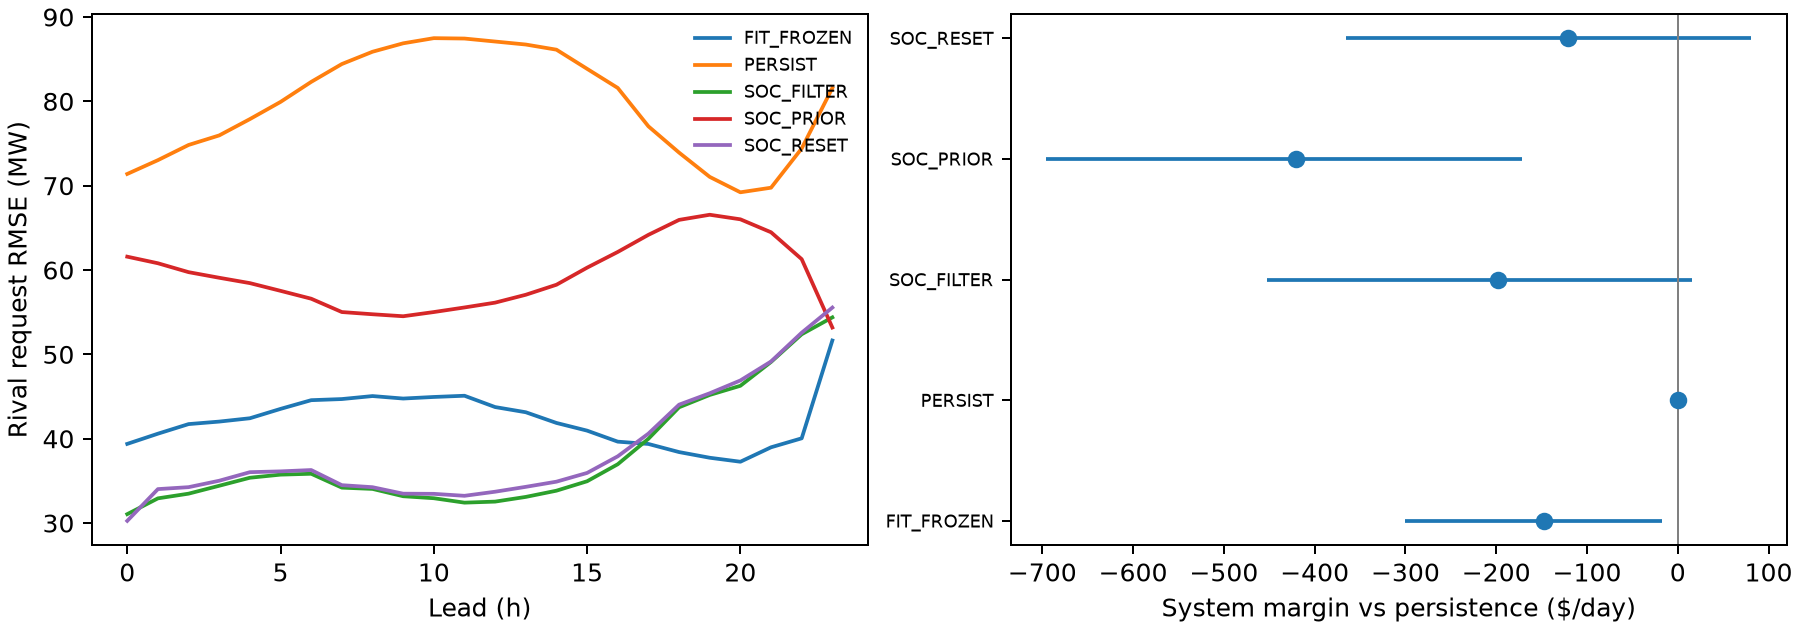 90
80
70
60
50
40
30
Rival request RMSE (MW)
0
5
10
15
20
Lead (h)
FIT_FROZEN
PERSIST
SOC_FILTER
SOC_PRIOR
SOC_RESET
SOC_RESET
SOC_PRIOR
SOC_FILTER
PERSIST
FIT_FROZEN
−700
−600
−500
−400
−300
−200
−100
0
100
System margin vs persistence ($/day)